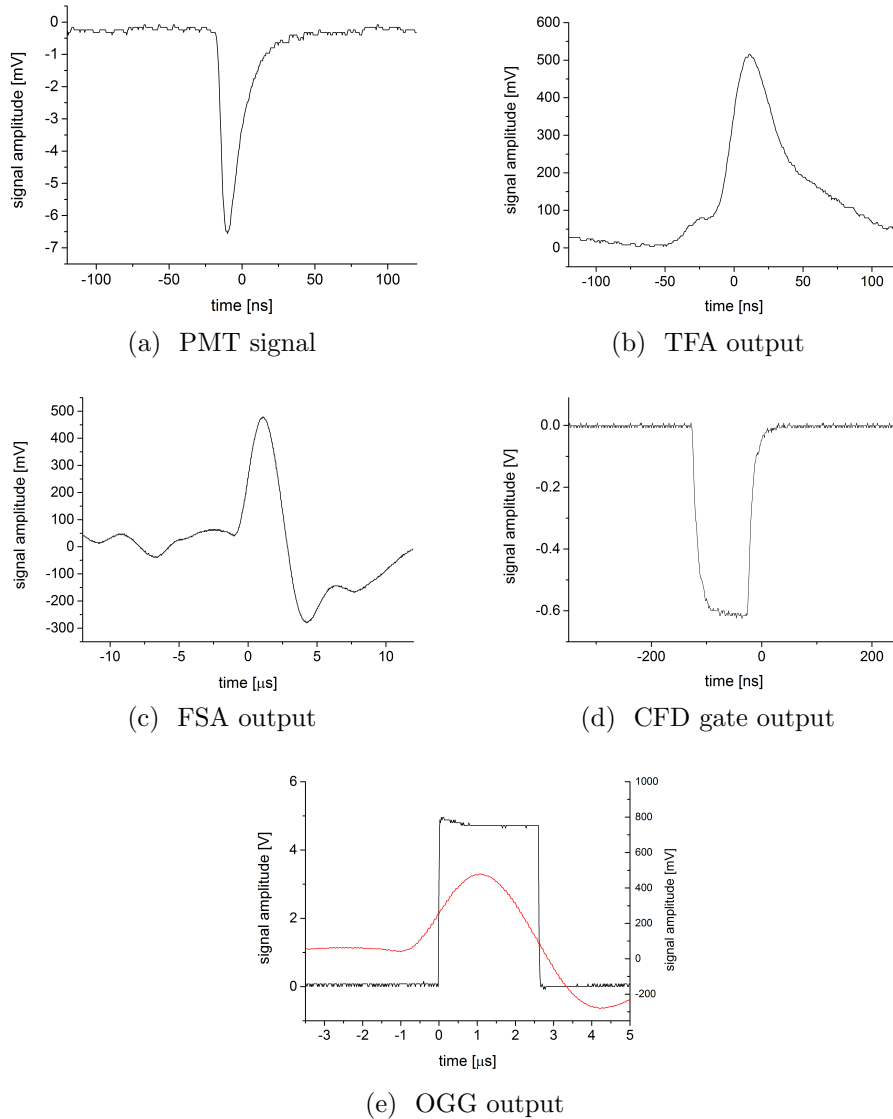 signal amplitude [mV]
0
-1
-2
-3
-4
-5
-6
-7
-100 -50 0 50 100
time [ns]
(a) PMT signal
signal amplitude [mV]
600
500
400
300
200
100
0
-100 -50 0 50 100
time [ns]
(b) TFA output
signal amplitude [mV]
500
400
300
200
100
0
-100
-200
-300
-10 -5 0 5 10
time [μs]
(c) FSA output
signal amplitude [V]
0.0
-0.2
-0.4
-0.6
-200 0 200
time [ns]
(d) CFD gate output
signal amplitude [V]
6
4
2
0
1000
800
600
400
200
0
-200
signal amplitude [mV]
-3 -2 -1 0 1 2 3 4 5
time [μs]
(e) OGG output